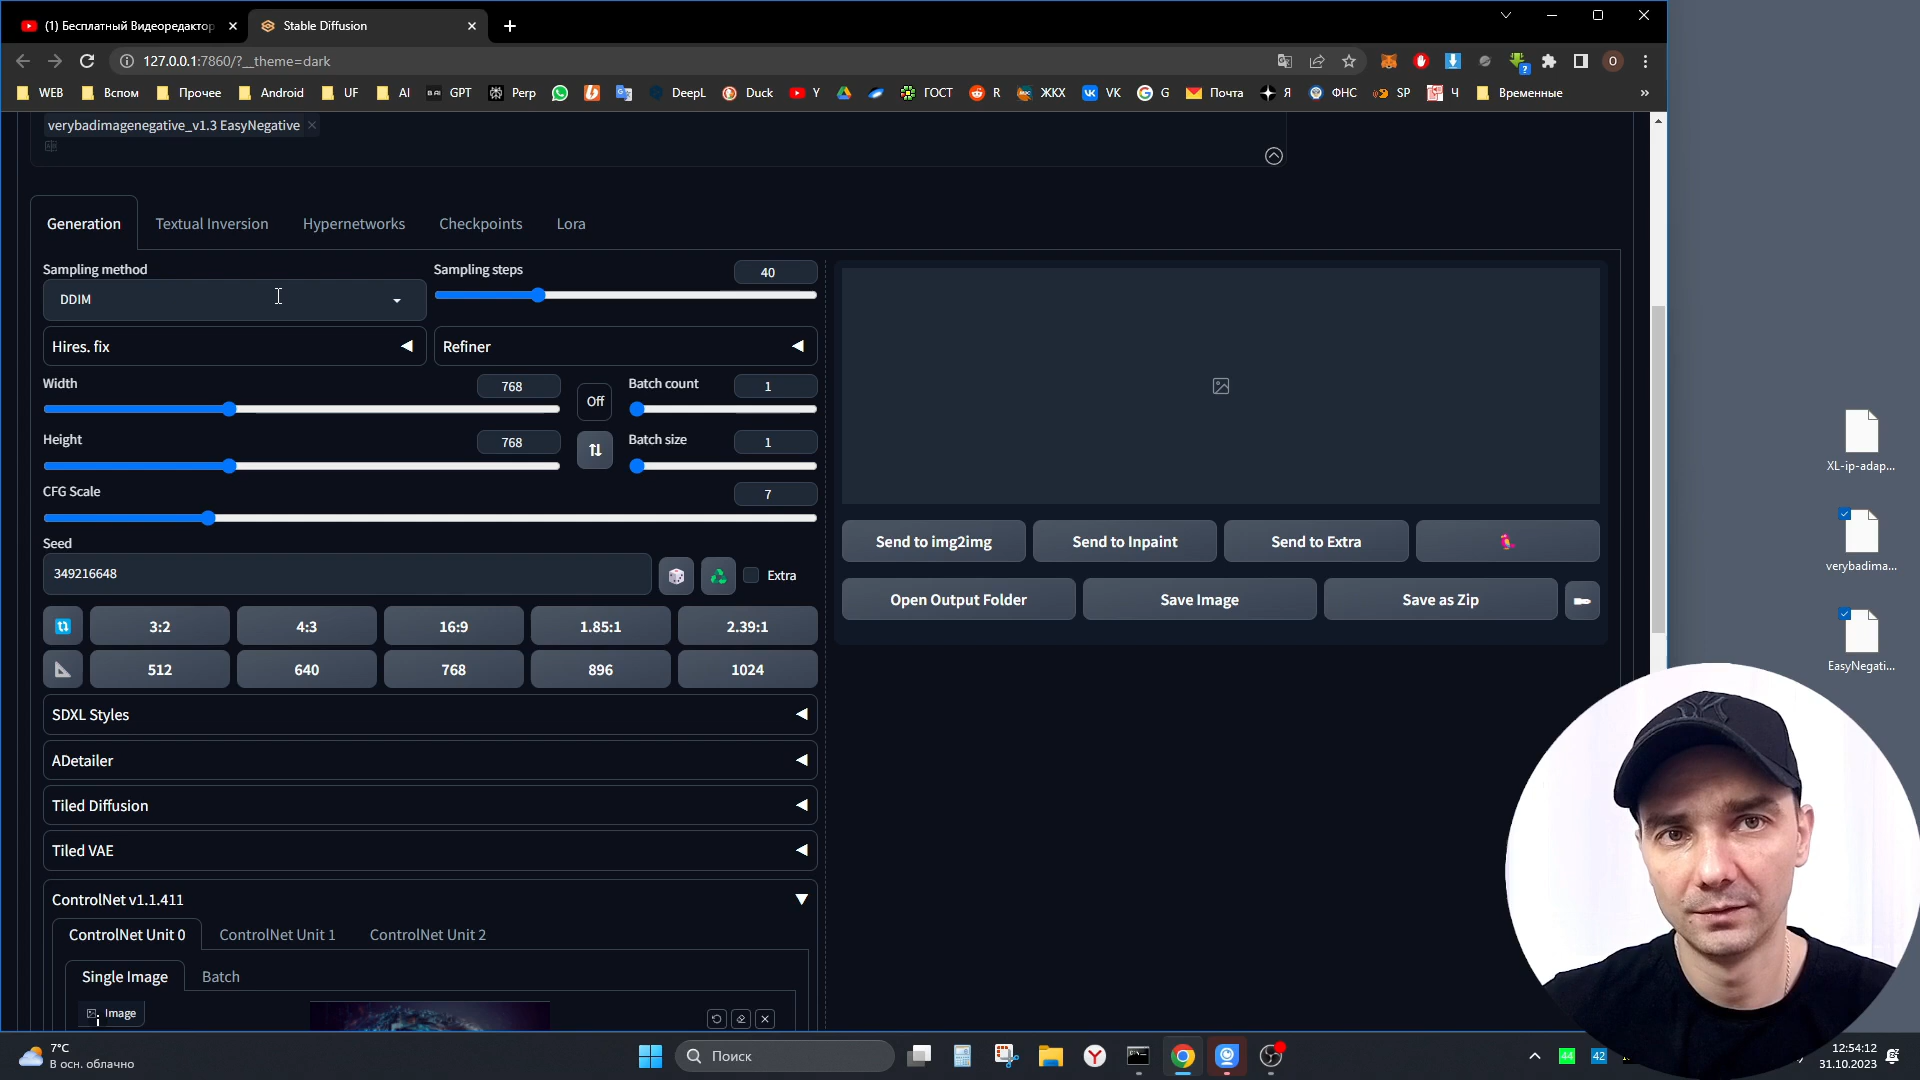 (1) Бесплатный Видеоредактор
Stable Diffusion
127.0.0.1:7860/?__theme=dark
WEB
Вспом
Прочее
Android
UF
AI
GPT
Perp
DeepL
Duck
Y
ГОСТ
R
ЖКХ
VK
G
Почта
Я
ФНС
SP
Ч
Временные
»
verybadimagenegative_v1.3 EasyNegative
Generation
Textual Inversion
Hypernetworks
Checkpoints
Lora
Sampling method
DDIM
Sampling steps
40
Hires. fix
Refiner
Width
768
Off
Batch count
1
Height
768
Batch size
1
CFG Scale
7
Seed
349216648
Extra
3:2
4:3
16:9
1.85:1
2.39:1
512
640
768
896
1024
SDXL Styles
ADetailer
Tiled Diffusion
Tiled VAE
ControlNet v1.1.411
ControlNet Unit 0
ControlNet Unit 1
ControlNet Unit 2
Single Image
Batch
Image
Send to img2img
Send to Inpaint
Send to Extra
Open Output Folder
Save Image
Save as Zip
XL-ip-adap...
verybadima...
EasyNegati...
7°C
В осн. облачно
Поиск
44
42
12:54:12
31.10.2023